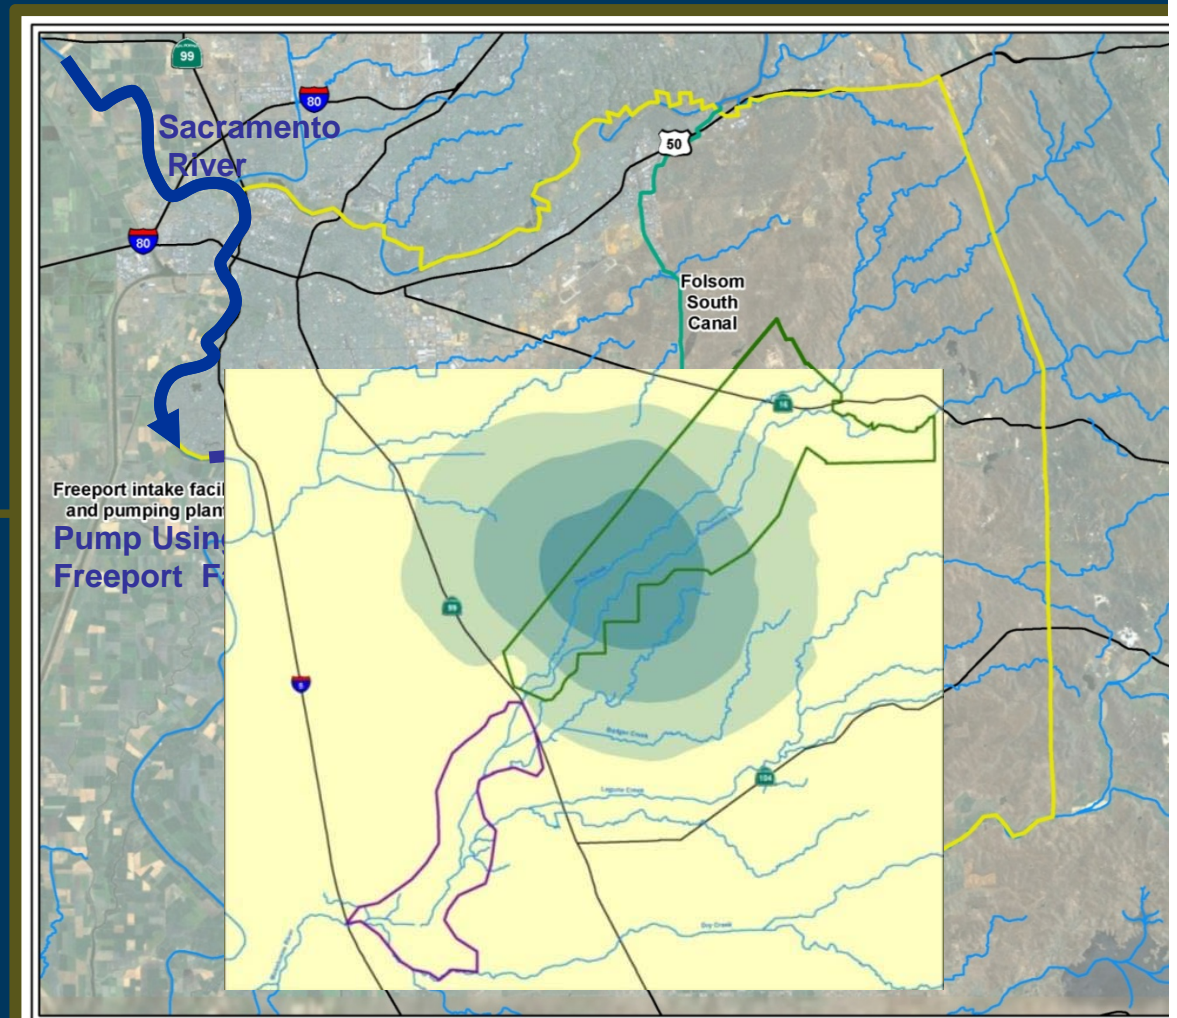 99
80
Sacramento
River
50
80
Folsom
South
Canal
16
Freeport intake facil
and pumping plan
Pump Usin
Freeport F
99
5
Badger Creek
104
Laguna Creek
Dry Creek
River